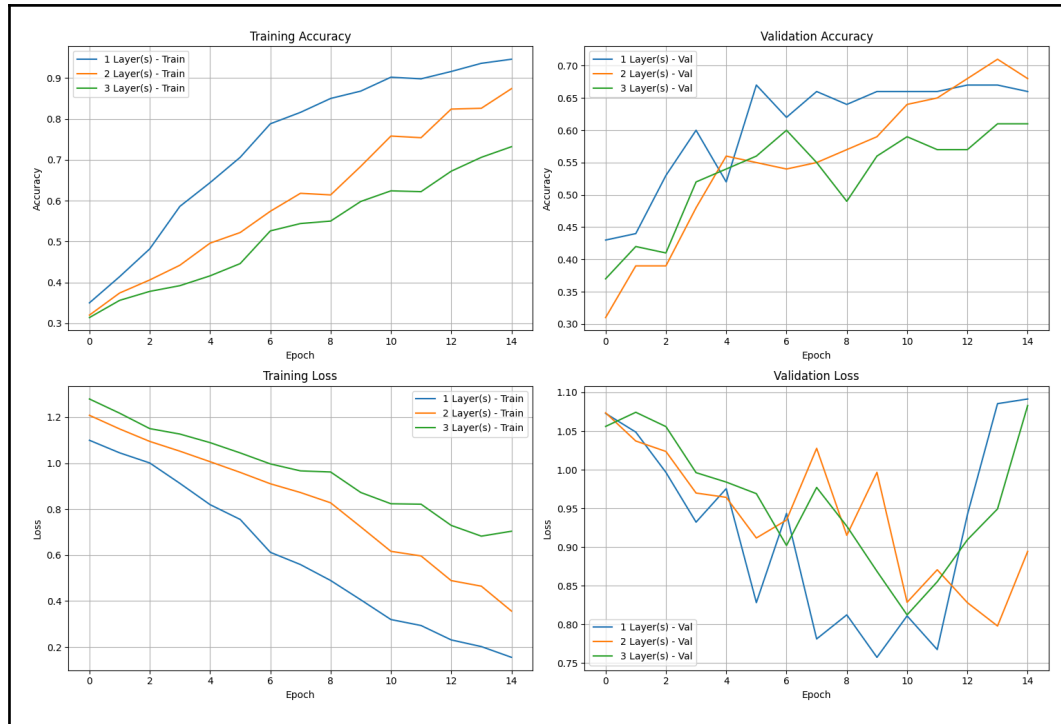 Training Accuracy
1 Layer(s) - Train
2 Layer(s) - Train
3 Layer(s) - Train
Accuracy
0.9
0.8
0.7
0.6
0.5
0.4
0.3
0 2 4 6 8 10 12 14
Epoch
Validation Accuracy
1 Layer(s) - Val
2 Layer(s) - Val
3 Layer(s) - Val
Accuracy
0.70
0.65
0.60
0.55
0.50
0.45
0.40
0.35
0.30
0 2 4 6 8 10 12 14
Epoch
Training Loss
1 Layer(s) - Train
2 Layer(s) - Train
3 Layer(s) - Train
Loss
1.2
1.0
0.8
0.6
0.4
0.2
0 2 4 6 8 10 12 14
Epoch
Validation Loss
1.10
1.05
1.00
0.95
0.90
0.85
0.80
0.75
Loss
1 Layer(s) - Val
2 Layer(s) - Val
3 Layer(s) - Val
0 2 4 6 8 10 12 14
Epoch